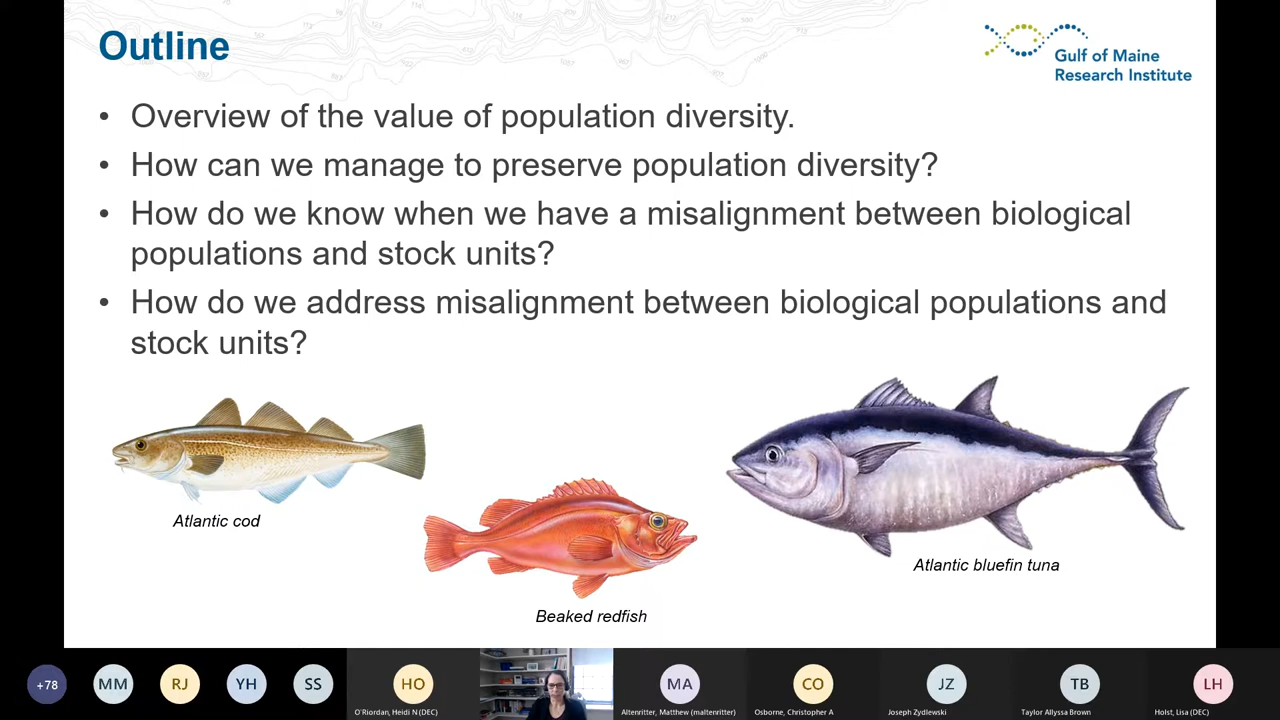 Outline
Gulf of Maine
Research Institute
• Overview of the value of population diversity.
• How can we manage to preserve population diversity?
• How do we know when we have a misalignment between biological
populations and stock units?
• How do we address misalignment between biological populations and
stock units?
Atlantic cod
Beaked redfish
Atlantic bluefin tuna
+78
MM
RJ
YH
SS
HO
MA
CO
JZ
TB
LH
O'Riordan, Heidi N (DEC)
Altenritter, Matthew (maltenritter)
Osborne, Christopher A
Joseph Zydlewski
Taylor Allyssa Brown
Holst, Lisa (DEC)